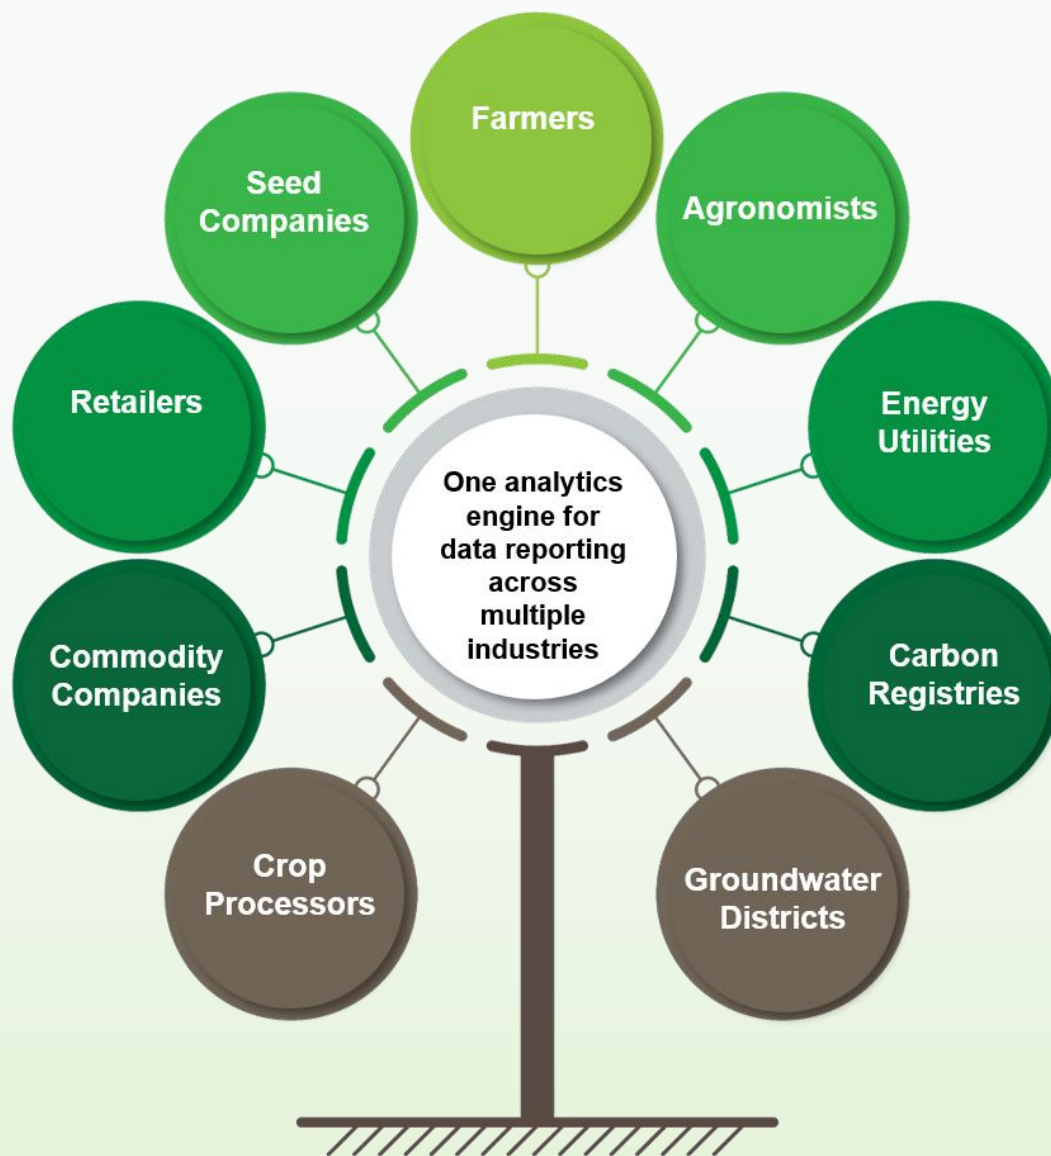 Farmers
Seed
Companies
Agronomists
Retailers
Energy
Utilities
One analytics
engine for
data reporting
across
multiple
industries
Commodity
Companies
Carbon
Registries
Crop
Processors
Groundwater
Districts